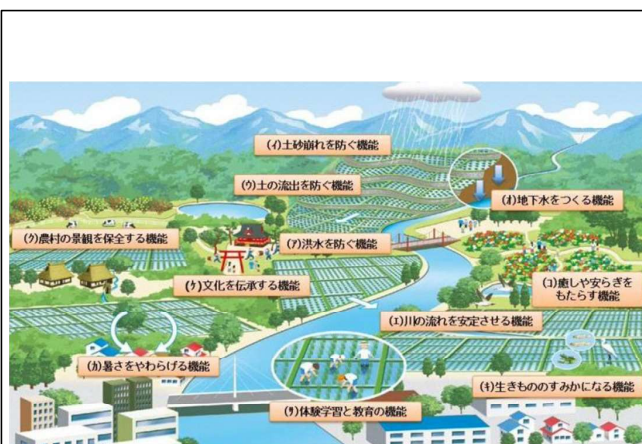 (イ)土砂崩れを防ぐ機能
(ウ)土の流出を防ぐ機能
(オ)地下水をつくる機能
(ク)農村の景観を保全する機能
(ア)洪水を防ぐ機能
(ケ)文化を伝承する機能
(コ)癒しや安らぎを
もたらす機能
(エ)川の流れを安定させる機能
(カ)暑さをやわらげる機能
(キ)生きもののすみかになる機能
(サ)体験学習と教育の機能